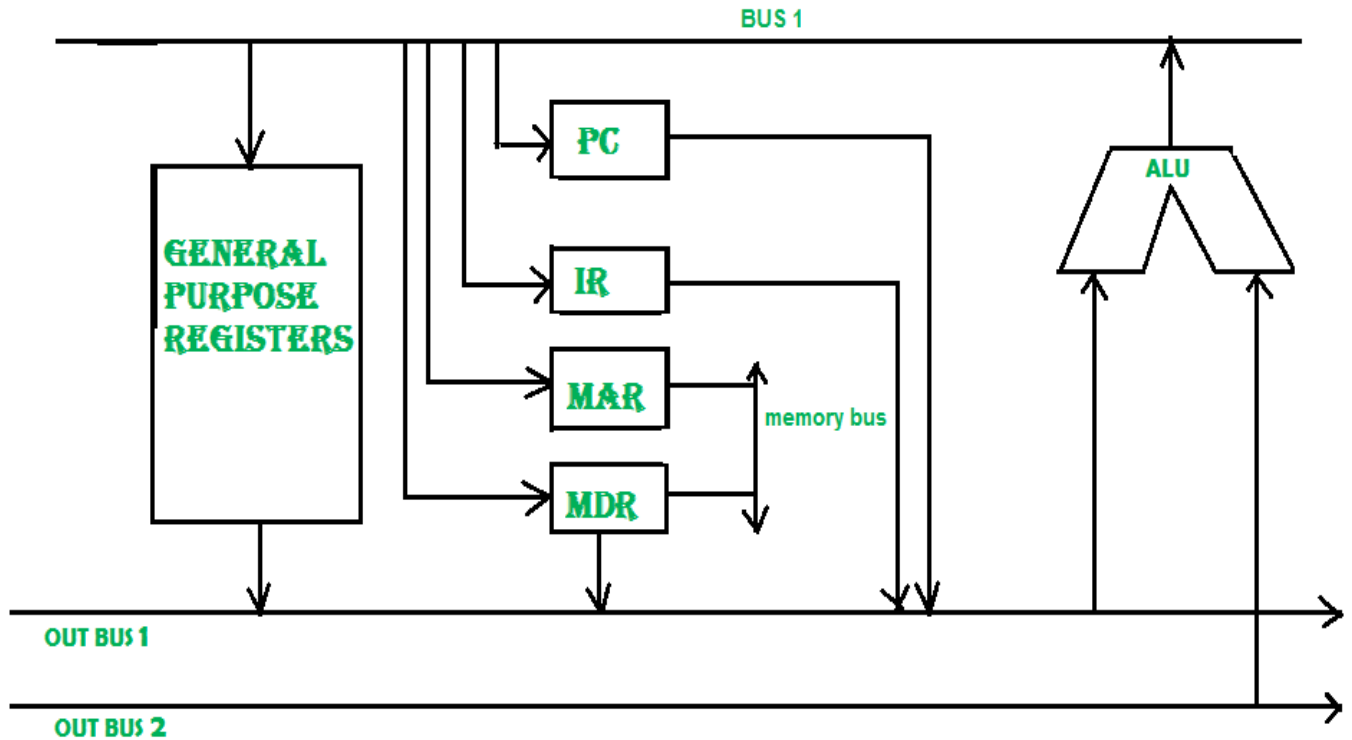 BUS 1
PC
ALU
GENERAL
PURPOSE
REGISTERS
IR
MAR
memory bus
MDR
OUT BUS 1
OUT BUS 2